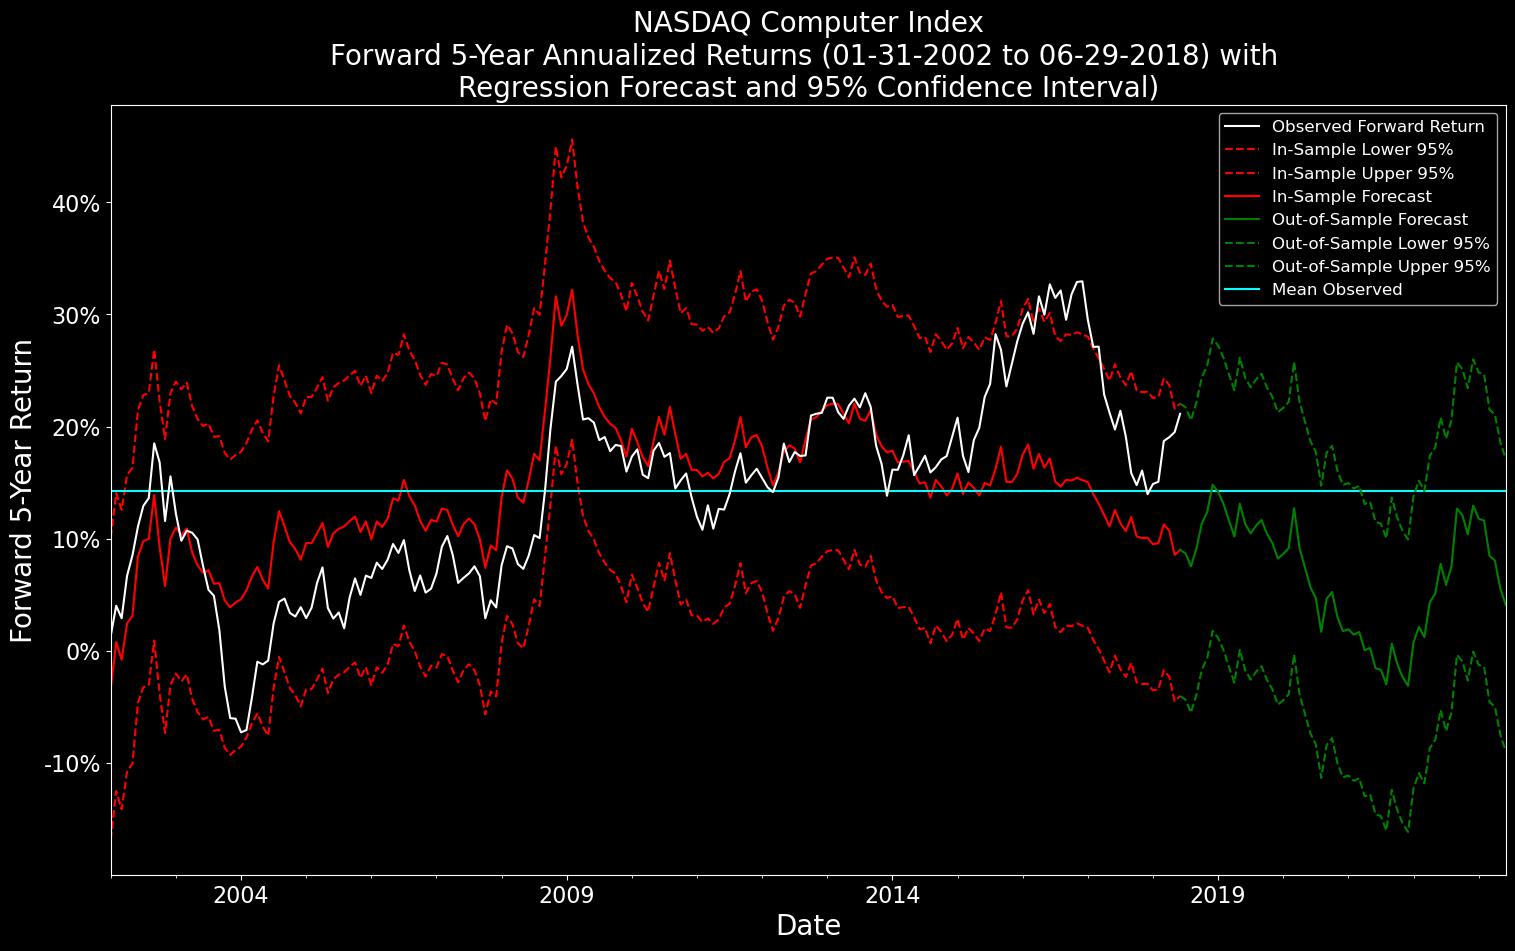 NASDAQ Computer Index
Forward 5-Year Annualized Returns (01-31-2002 to 06-29-2018) with
Regression Forecast and 95% Confidence Interval)
Observed Forward Return
In-Sample Lower 95%
In-Sample Upper 95%
In-Sample Forecast
Out-of-Sample Forecast
Out-of-Sample Lower 95%
Out-of-Sample Upper 95%
Mean Observed
Forward 5-Year Return
40%
30%
20%
10%
0%
-10%
2004
2009
2014
2019
Date